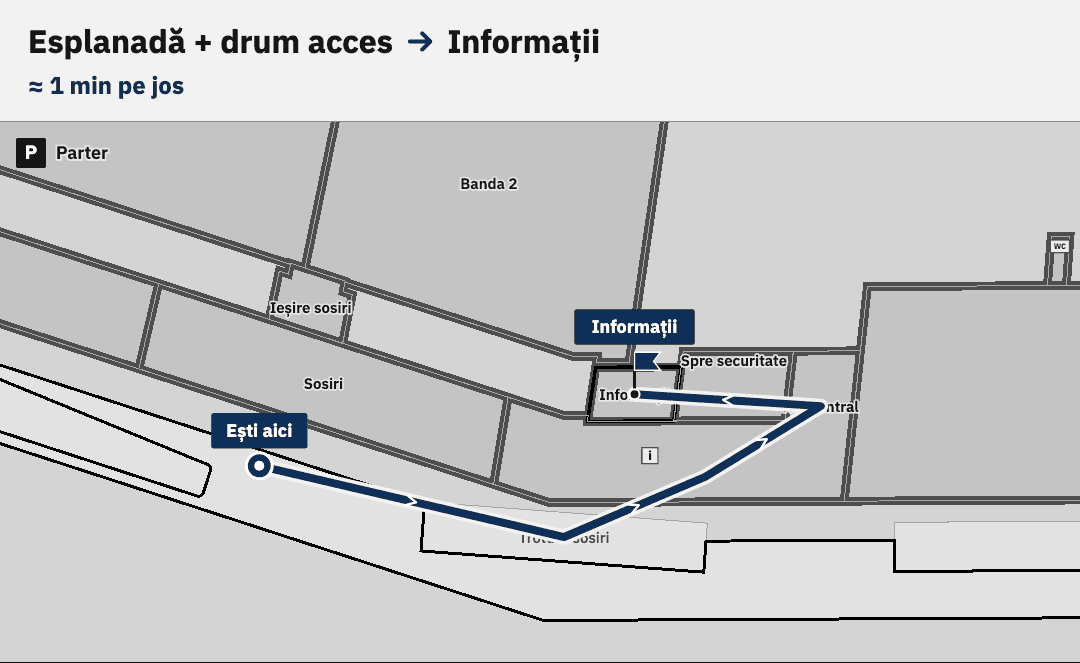 Esplanadă + drum acces → Informații
≈ 1 min pe jos
P Parter
Banda 2
wc
Ieșire sosiri
Informații
Spre securitate
Sosiri
Info
Ești aici
i
sosiri